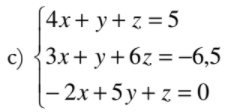 4x + y + z = 5
c) 3x + y + 6z = −6,5
−2x + 5y + z = 0